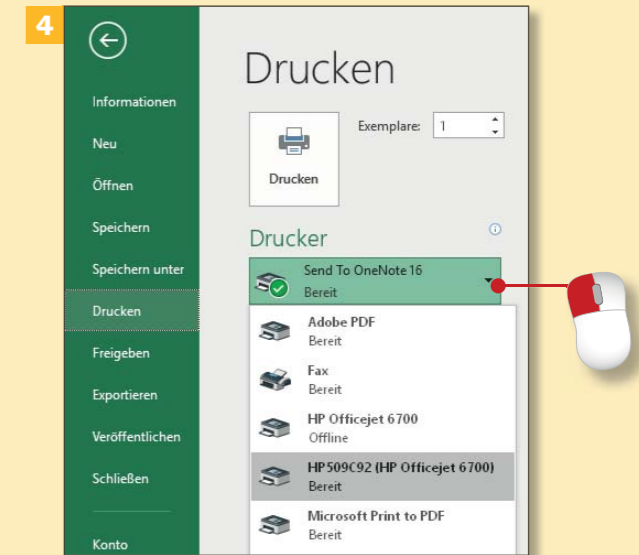 4
Informationen
Neu
Öffnen
Speichern
Speichern unter
Drucken
Freigeben
Exportieren
Veröffentlichen
Schließen
Konto
Drucken
Exemplare: 1
Drucken
Drucker
Send To OneNote 16
Bereit
Adobe PDF
Bereit
Fax
Bereit
HP Officejet 6700
Offline
HP509C92 (HP Officejet 6700)
Bereit
Microsoft Print to PDF
Bereit